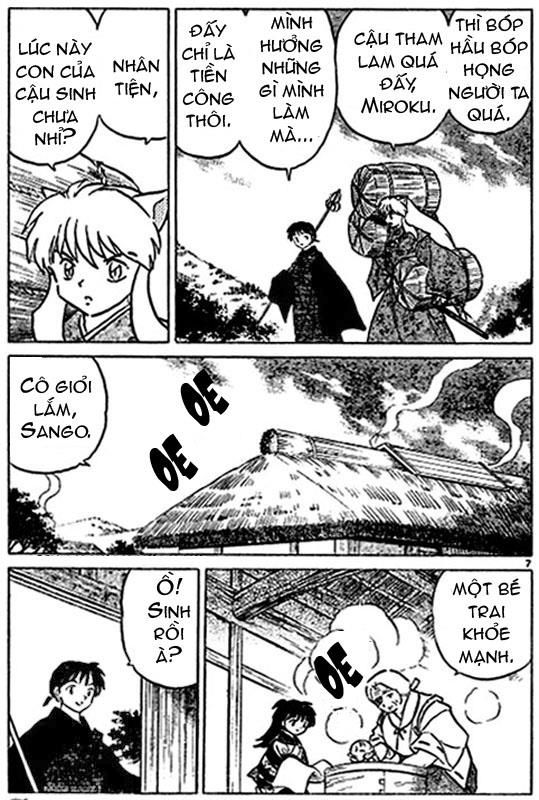 THÌ BÓP
HẦU BÓP
HỌNG
NGƯỜI TA
QUÁ.
CẬU THAM
LAM QUÁ
ĐẤY,
MIROKU.
MÌNH
HƯỞNG
NHỮNG
GÌ MÌNH
LÀM
MÀ...
ĐẤY
CHỈ LÀ
TIỀN
CÔNG
THÔI.
NHÂN
TIỆN,
LÚC NÀY
CON CỦA
CẬU SINH
CHƯA
NHỈ?
OE
OE
CÔ GIỎI
LẮM,
SANGO.
7
MỘT BÉ
TRAI
KHỎE
MẠNH.
OE
Ồ!
SINH
RỒI
À?